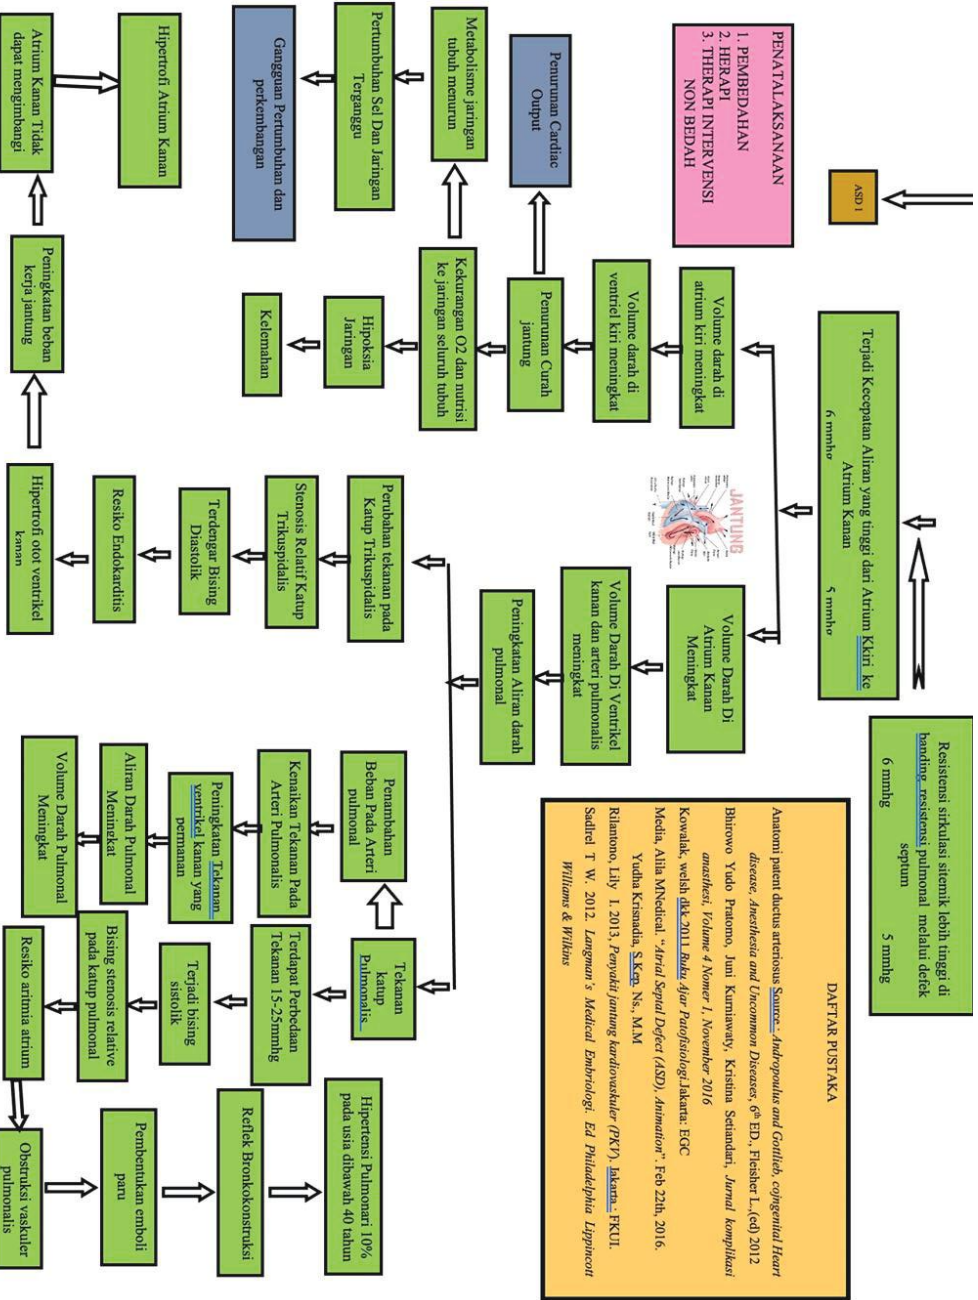 PENATALAKSANAAN
1. PEMBEDAHAN
2. HERAPI
3. THERAPI INTERVENSI
NON BEDAH
ASD 1
Resistensi sirkulasi sitemik lebih tinggi di
banding resistensi pulmonal melalui defek
septum
6 mmhg 5 mmhg
Terjadi Kecepatan Aliran yang tinggi dari Atrium Kkiri ke
Atrium Kanan
6 mmhg 5 mmhg
Volume darah di
atrium kiri meningkat
Volume darah di
ventriel kiri meningkat
Penurunan Curah
jantung
Penurunan Cardiac
Output
Kekurangan O2 dan nutrisi
ke jaringan seluruh tubuh
Metabolisme jaringan
tubuh menurun
Pertumbuhan Sel Dan Jaringan
Terganggu
Gangguan Pertumbuhan dan
perkembangan
Hipoksia
Jaringan
Kelemahan
JANTUNG
Volume Darah Di
Atrium Kanan
Meningkat
Volume Darah Di Ventrikel
kanan dan arteri pulmonalis
meningkat
Peningkatan Aliran darah
pulmonal
Perubahan tekanan pada
Katup Trikuspidalis
Stenosis Relatif Katup
Trikuspidalis
Terdengar Bising
Diastolik
Resiko Endokarditis
Hipertrofi otot ventrikel
kanan
Peningkatan beban
kerja jantung
Atrium Kanan Tidak
dapat mengimbangi
Hipertrofi Atrium Kanan
Tekanan
katup
Pulmonalis
Penambahan
Beban Pada Arteri
pulmonal
Kenaikan Tekanan Pada
Arteri Pulmonalis
Peningkatan Tekanan
ventrikel kanan yang
permanan
Aliran Darah Pulmonal
Meningkat
Volume Darah Pulmonal
Meningkat
Terdapat Perbedaan
Tekanan 15-25mmhg
Terjadi bising
sistolik
Bising stenosis relative
pada katup pulmonal
Resiko arimia atrium
Obstruksi vaskuler
pulmonalis
Pembentukan emboli
paru
Reflek Bronkokonstruksi
Hipertensi Pulmonari 10%
pada usia dibawah 40 tahun
DAFTAR PUSTAKA
Anatomi patent ductus arteriosus Source : Andropoulus and Gottlieb, cojngenital Heart
disease, Anesthesia and Uncommon Diseases, 6th ED., Fleisher L.,(ed) 2012
Bhirowo Yudo Pratomo, Juni Kurniawaty, Kristina Setiandari, Jurnal komplikasi
anasthesi, Volume 4 Nomer 1, November 2016
Kowalak, welsh dkk 2011 Buku Ajar Patofisiologi.Jakarta: EGC
Media, Alila MNedical. “Atrial Septal Defect (ASD), Animation”. Feb 22th, 2016.
Yudha Krisnadia, S.Kep. Ns., M.M
Rilantono, Lily I. 2013, Penyakit jantung kardiovaskuler (PKV). Jakarta : FKUI.
Sadlrel T W. 2012. Langman's Medical Embriologi. Ed Philadelphia Lippincott
Williams & Wilkins